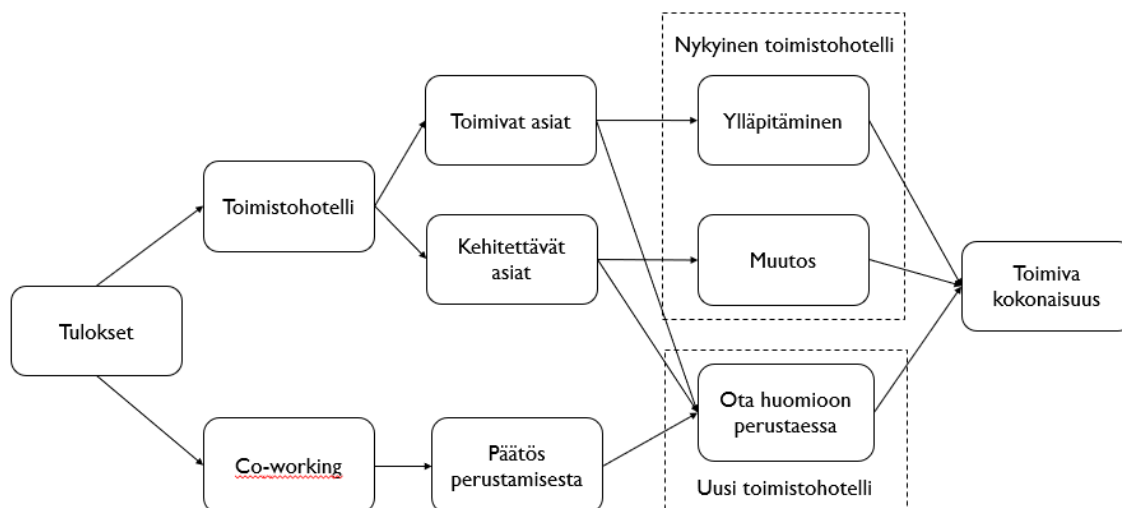 Nykyinen toimistohotelli
Toimivat asiat
Ylläpitäminen
Toimistohotelli
Kehitettävät
asiat
Muutos
Toimiva
kokonaisuus
Tulokset
Ota huomioon
perustaessa
Co-working
Päätös
perustamisesta
Uusi toimistohotelli